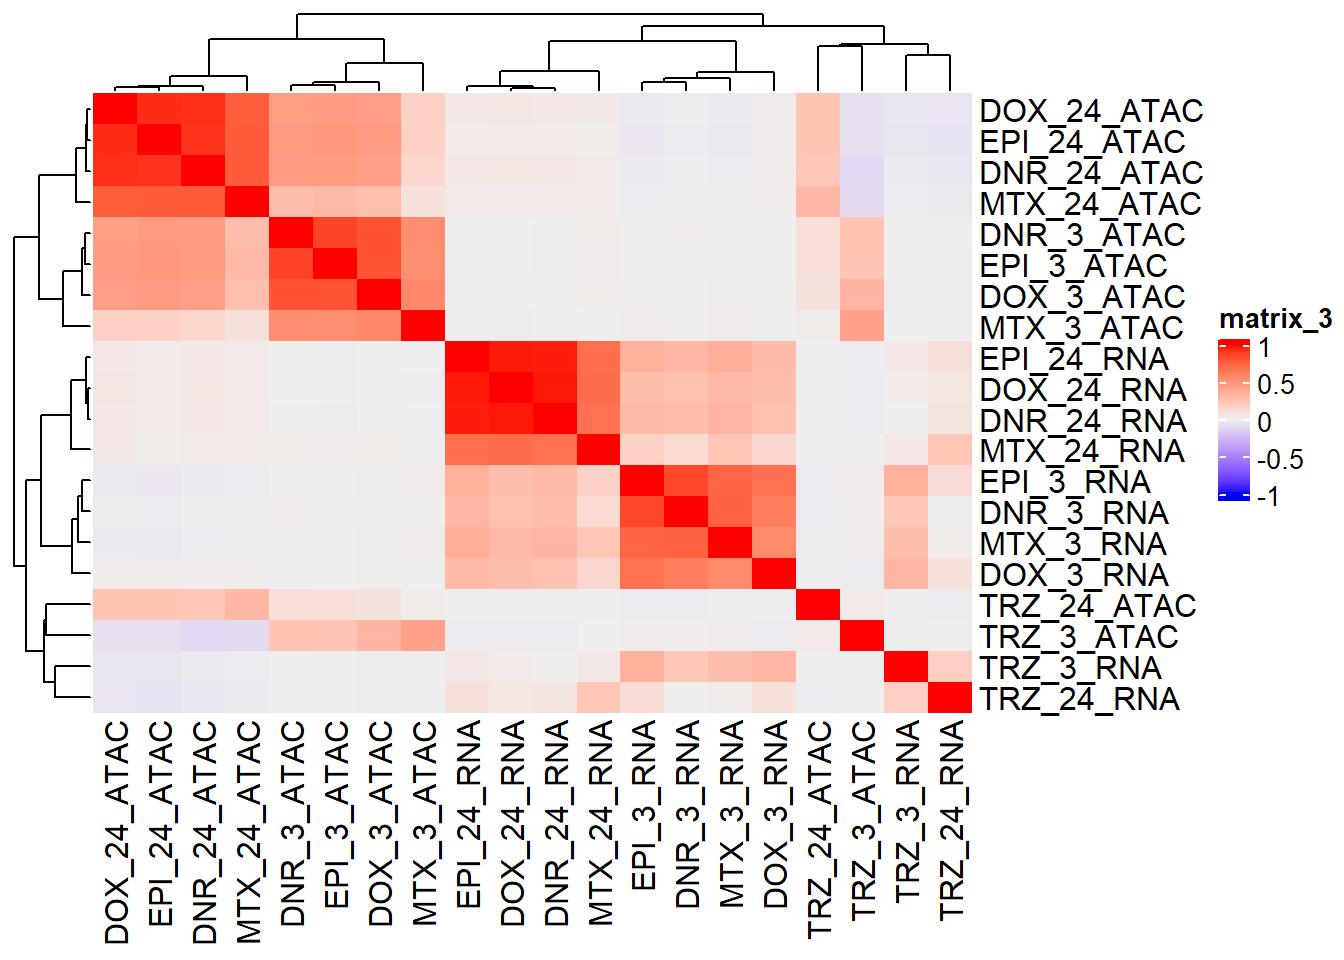 DOX_24_ATAC
EPI_24_ATAC
DNR_24_ATAC
MTX_24_ATAC
DNR_3_ATAC
EPI_3_ATAC
DOX_3_ATAC
MTX_3_ATAC
EPI_24_RNA
DOX_24_RNA
DNR_24_RNA
MTX_24_RNA
EPI_3_RNA
DNR_3_RNA
MTX_3_RNA
DOX_3_RNA
TRZ_24_ATAC
TRZ_3_ATAC
TRZ_3_RNA
TRZ_24_RNA
matrix_3
1
0.5
0
-0.5
-1
DOX_24_ATAC
EPI_24_ATAC
DNR_24_ATAC
MTX_24_ATAC
DNR_3_ATAC
EPI_3_ATAC
DOX_3_ATAC
MTX_3_ATAC
EPI_24_RNA
DOX_24_RNA
DNR_24_RNA
MTX_24_RNA
EPI_3_RNA
DNR_3_RNA
MTX_3_RNA
DOX_3_RNA
TRZ_24_ATAC
TRZ_3_ATAC
TRZ_3_RNA
TRZ_24_RNA